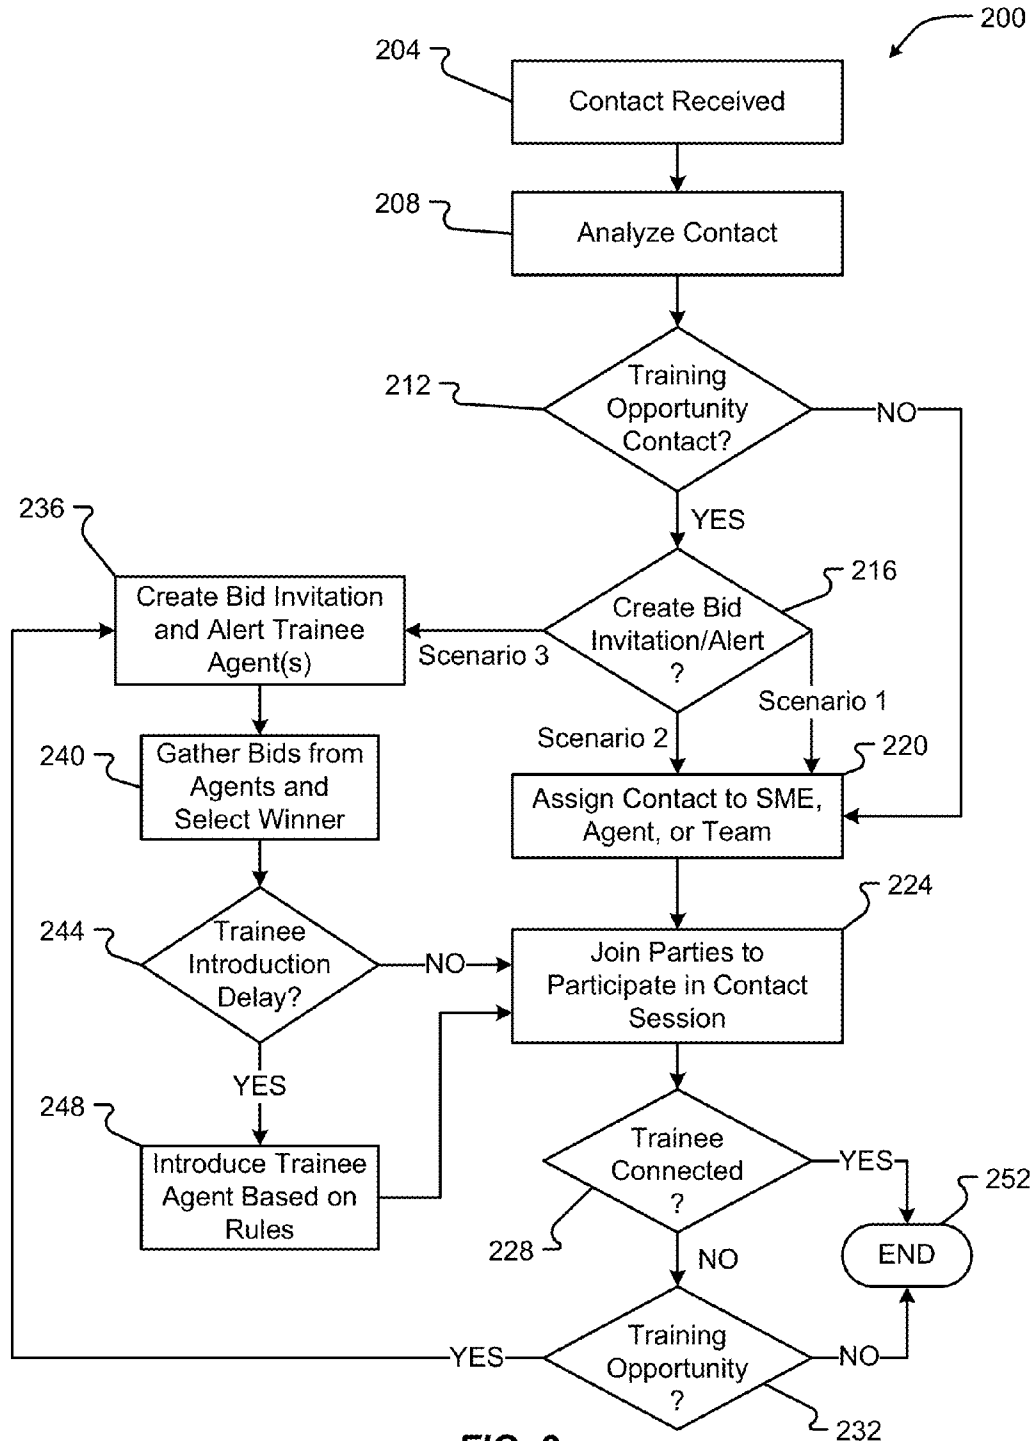 200
204
Contact Received
208
Analyze Contact
212
Training
Opportunity
Contact?
NO
YES
236
Create Bid Invitation
and Alert Trainee
Agent(s)
216
Create Bid
Invitation/Alert
?
Scenario 3
Scenario 1
Scenario 2
220
240
Gather Bids from
Agents and
Select Winner
Assign Contact to SME,
Agent, or Team
224
244
Trainee
Introduction
Delay?
NO
Join Parties to
Participate in Contact
Session
YES
248
Introduce Trainee
Agent Based on
Rules
Trainee
Connected
?
YES
252
228
NO
END
Training
Opportunity
?
YES
NO
232